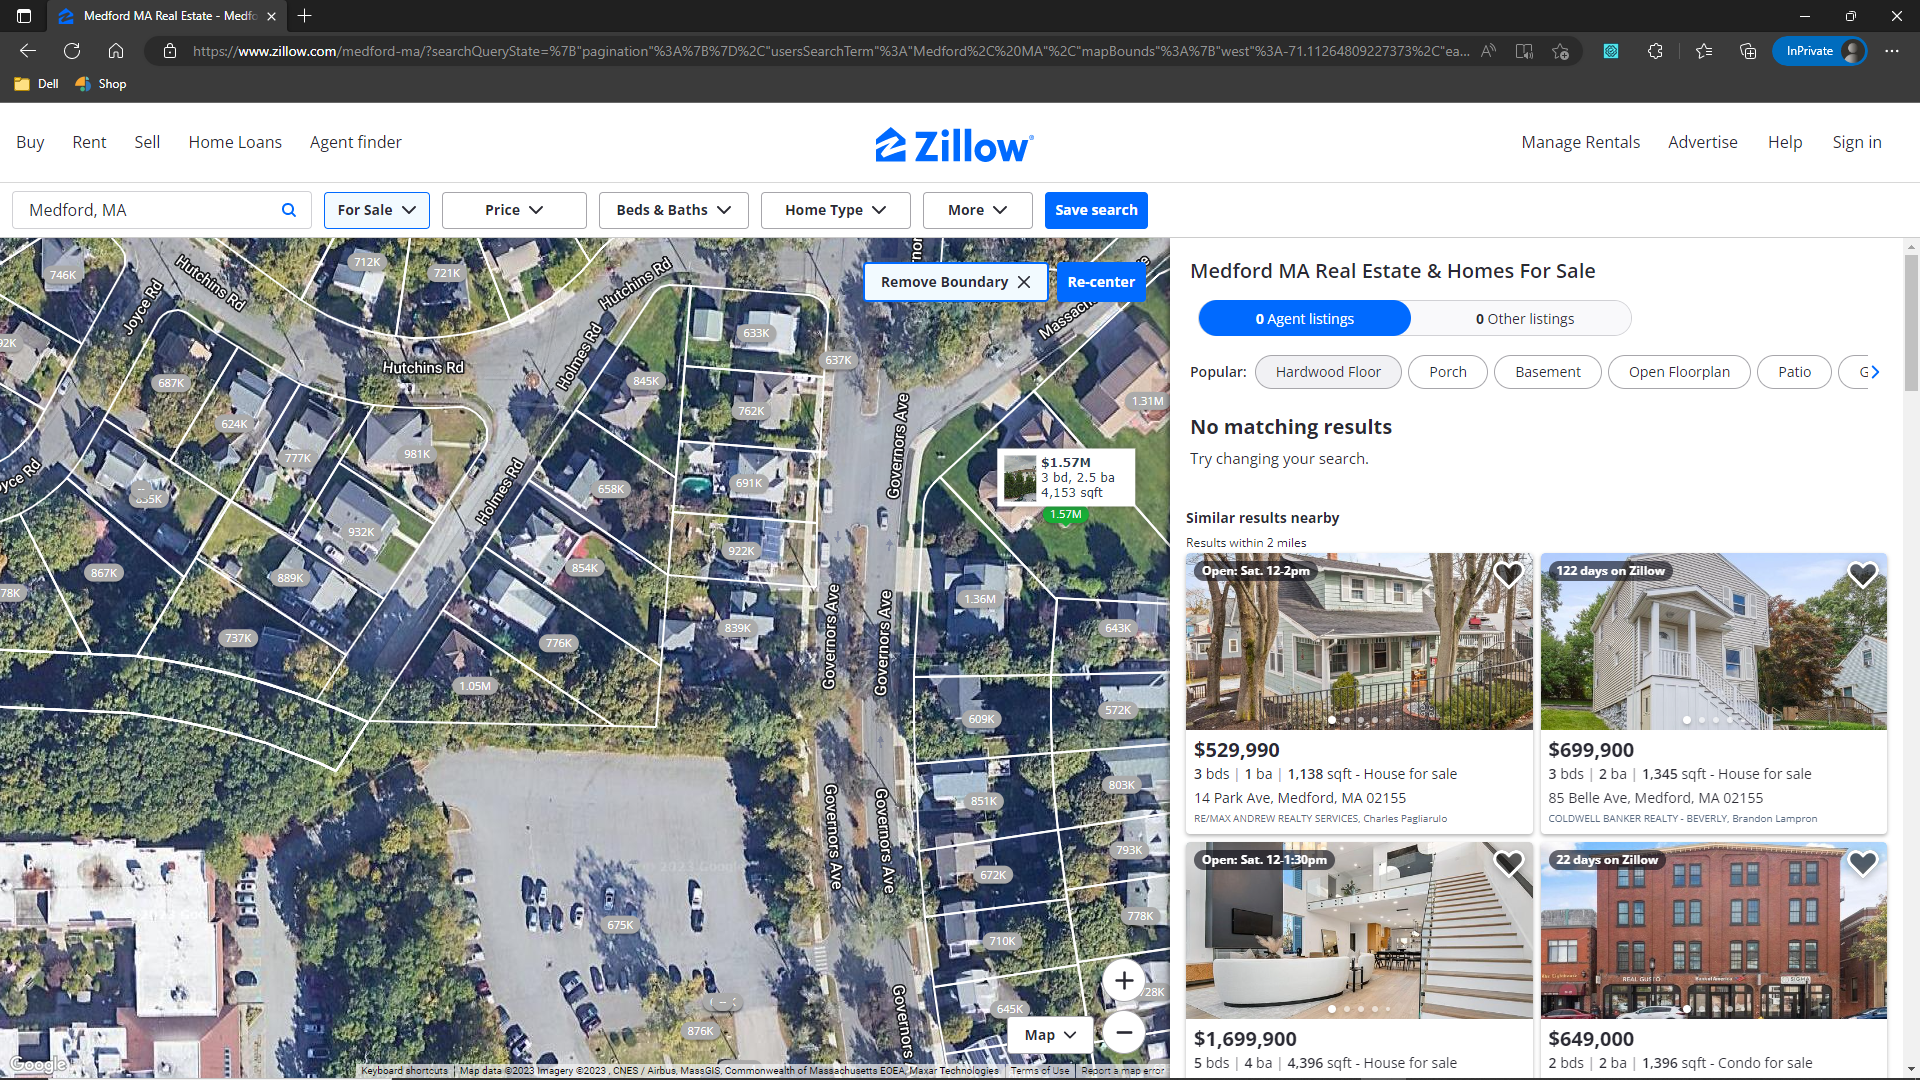 Medford MA Real Estate - Medfo
https://www.zillow.com/medford-ma/?searchQueryState=%7B"pagination"%3A%7B%7D%2C"usersSearchTerm"%3A"Medford%2C%20MA"%2C"mapBounds"%3A%7B"west"%3A-71.11264809227373%2C"ea...
InPrivate
Dell
Shop
Buy
Rent
Sell
Home Loans
Agent finder
Zillow
Manage Rentals
Advertise
Help
Sign in
Medford, MA
For Sale
Price
Beds & Baths
Home Type
More
Save search
Remove Boundary
Re-center
746K
Hutchins Rd
712K
721K
Hutchins Rd
Joyce Rd
Massach
Holmes Rd
633K
637K
Hutchins Rd
687K
845K
762K
1.31M
624K
777K
981K
Governors Ave
$1.57M
3 bd, 2.5 ba
4,153 sqft
1.57M
yce Rd
Holmes Rd
658K
691K
932K
922K
867K
889K
854K
78K
1.36M
737K
776K
839K
643K
Governors Ave
Governors Ave
1.05M
609K
572K
803K
851K
Governors Ave
Governors Ave
793K
672K
778K
675K
710K
728K
645K
876K
Governors
Map
Google
Keyboard shortcuts
Map data ©2023 Imagery ©2023 , CNES / Airbus, MassGIS, Commonwealth of Massachusetts EOEA, Maxar Technologies
Terms of Use
Report a map error
Medford MA Real Estate & Homes For Sale
0 Agent listings
0 Other listings
Popular:
Hardwood Floor
Porch
Basement
Open Floorplan
Patio
G
No matching results
Try changing your search.
Similar results nearby
Results within 2 miles
Open: Sat. 12-2pm
$529,990
3 bds | 1 ba | 1,138 sqft - House for sale
14 Park Ave, Medford, MA 02155
RE/MAX ANDREW REALTY SERVICES, Charles Pagliarulo
122 days on Zillow
$699,900
3 bds | 2 ba | 1,345 sqft - House for sale
85 Belle Ave, Medford, MA 02155
COLDWELL BANKER REALTY - BEVERLY, Brandon Lampron
Open: Sat. 12-1:30pm
$1,699,900
5 bds | 4 ba | 4,396 sqft - House for sale
22 days on Zillow
REAL GUSTO
$649,000
2 bds | 2 ba | 1,396 sqft - Condo for sale